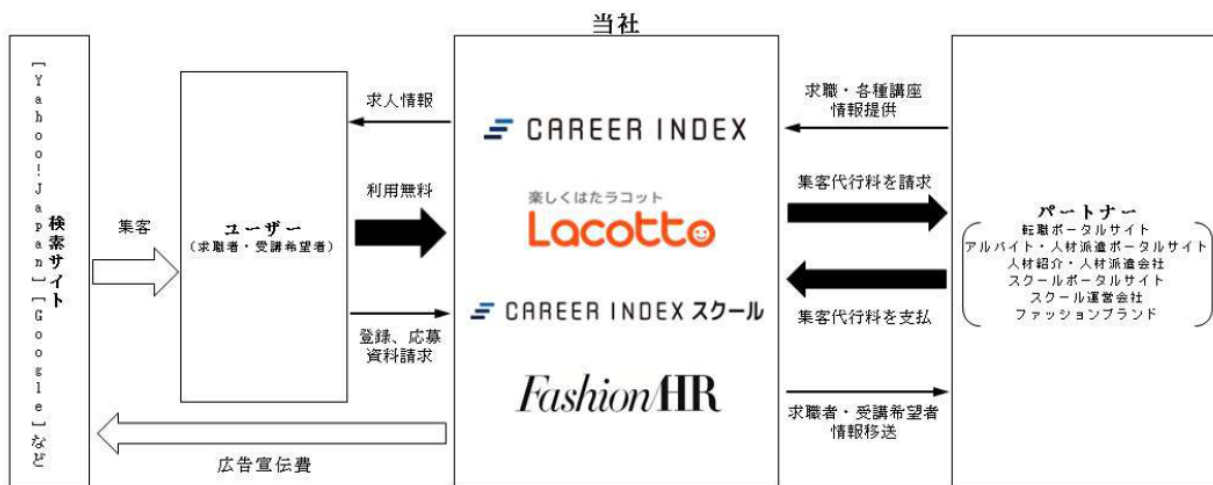 当社
検索サイト
[Yahoo!Japan][Google]など
集客
ユーザー
(求職者・受講希望者)
求人情報
利用無料
登録、応募
資料請求
広告宣伝費
CAREER INDEX
楽しくはたラコット
Lacotto
CAREER INDEX スクール
Fashion/HR
求職・各種講座
情報提供
集客代行料を請求
集客代行料を支払
求職者・受講希望者
情報移送
パートナー
転職ポータルサイト
アルバイト・人材派遣ポータルサイト
人材紹介・人材派遣会社
スクールポータルサイト
スクール運営会社
ファッションブランド